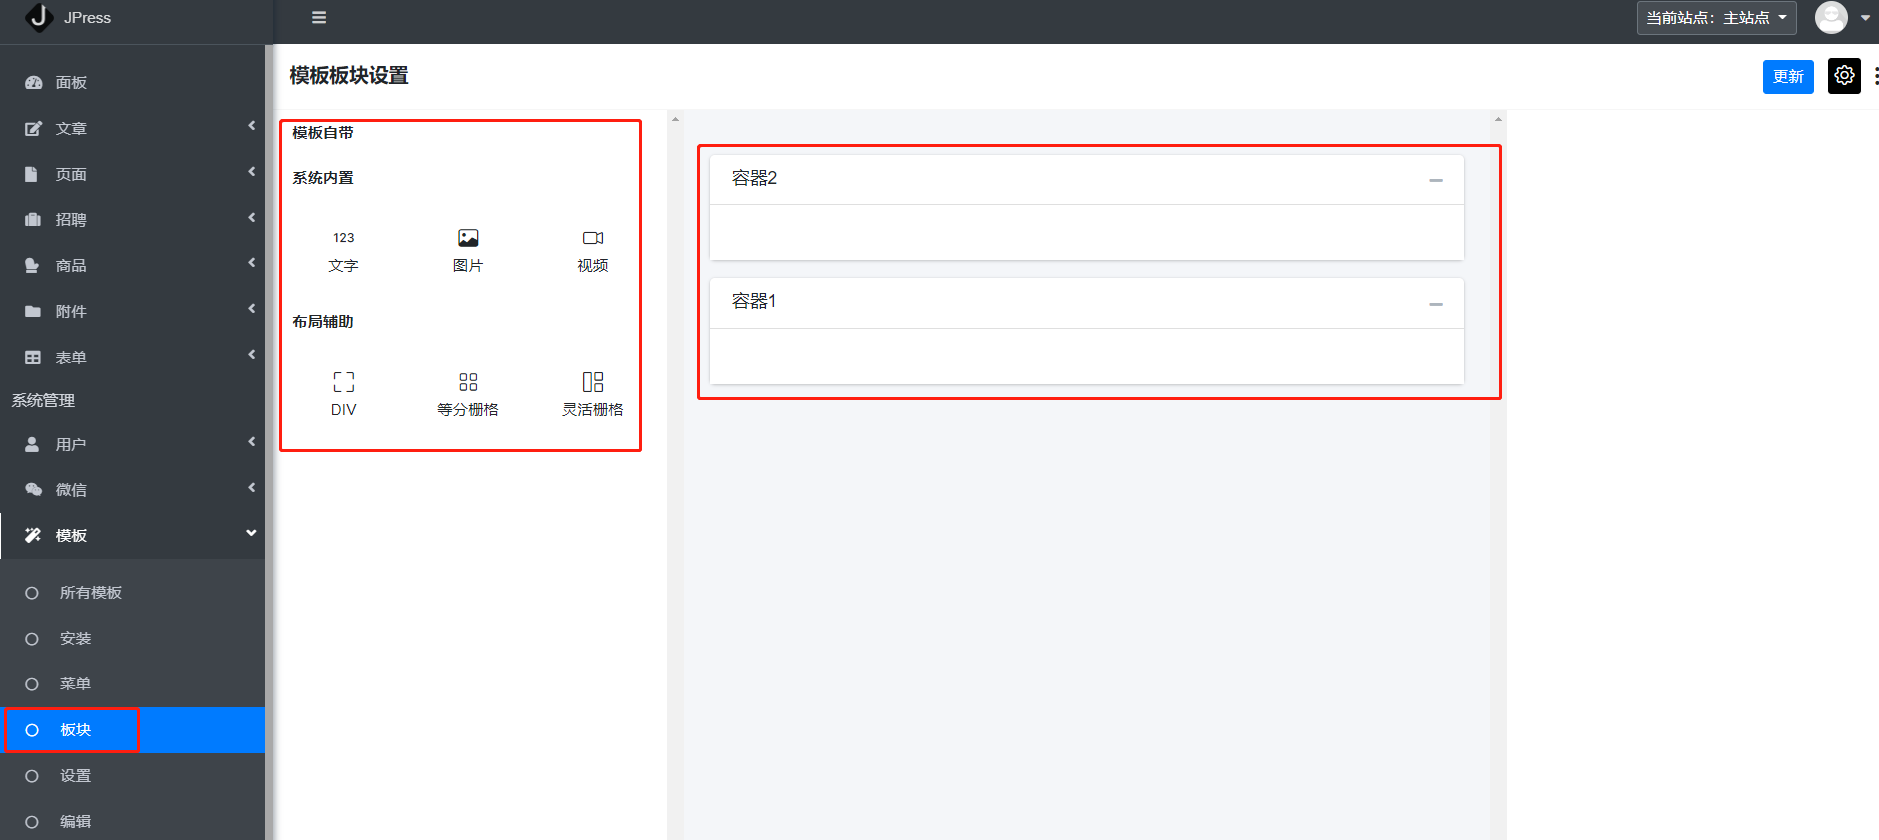 JPress
当前站点：主站点
面板
文章
页面
招聘
商品
附件
表单
系统管理
用户
微信
模板
所有模板
安装
菜单
板块
设置
编辑
模板板块设置
更新
模板自带
系统内置
123
文字
图片
视频
布局辅助
DIV
等分栅格
灵活栅格
容器2
容器1